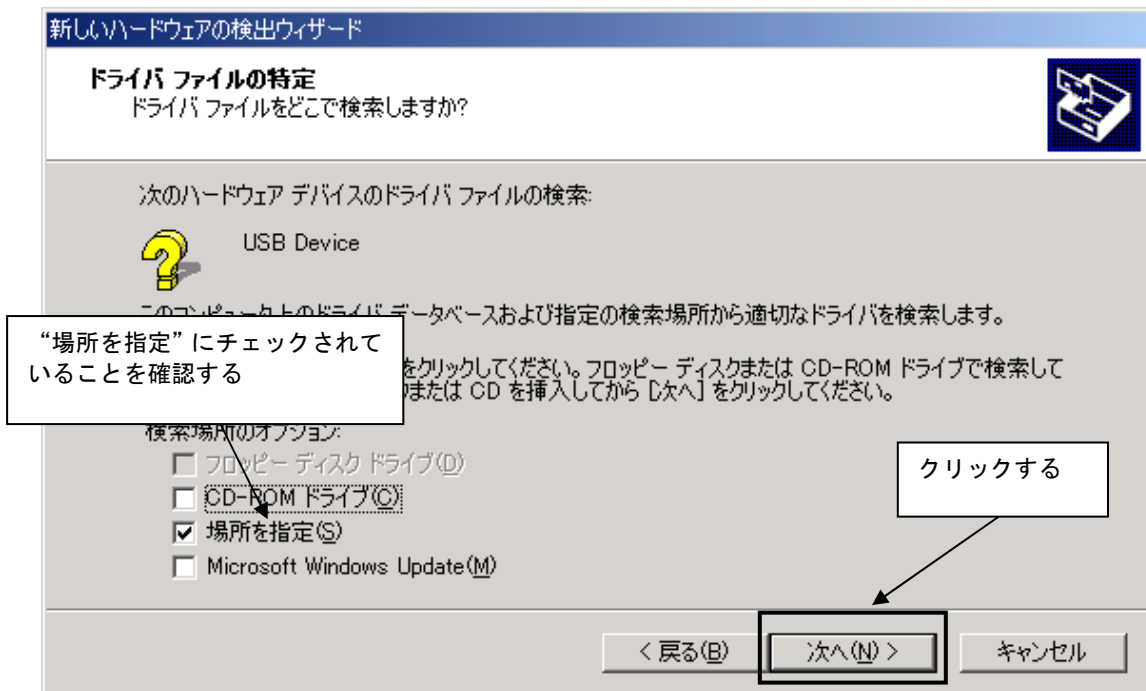 新しいハードウェアの検出ウィザード
ドライバ ファイルの特定
ドライバ ファイルをどこで検索しますか?
次のハードウェア デバイスのドライバ ファイルの検索:
USB Device
このコンピュータ上のドライバ データベースおよび指定の検索場所から適切なドライバを検索します。
“場所を指定”にチェックされて
いることを確認する
をクリックしてください。フロッピー ディスクまたは CD-ROM ドライブで検索して
または CD を挿入してから [次へ] をクリックしてください。
検索場所のオプション:
フロッピー ディスク ドライブ(D)
CD-ROM ドライブ(C)
場所を指定(S)
Microsoft Windows Update(M)
クリックする
< 戻る(B)
次へ(N) >
キャンセル